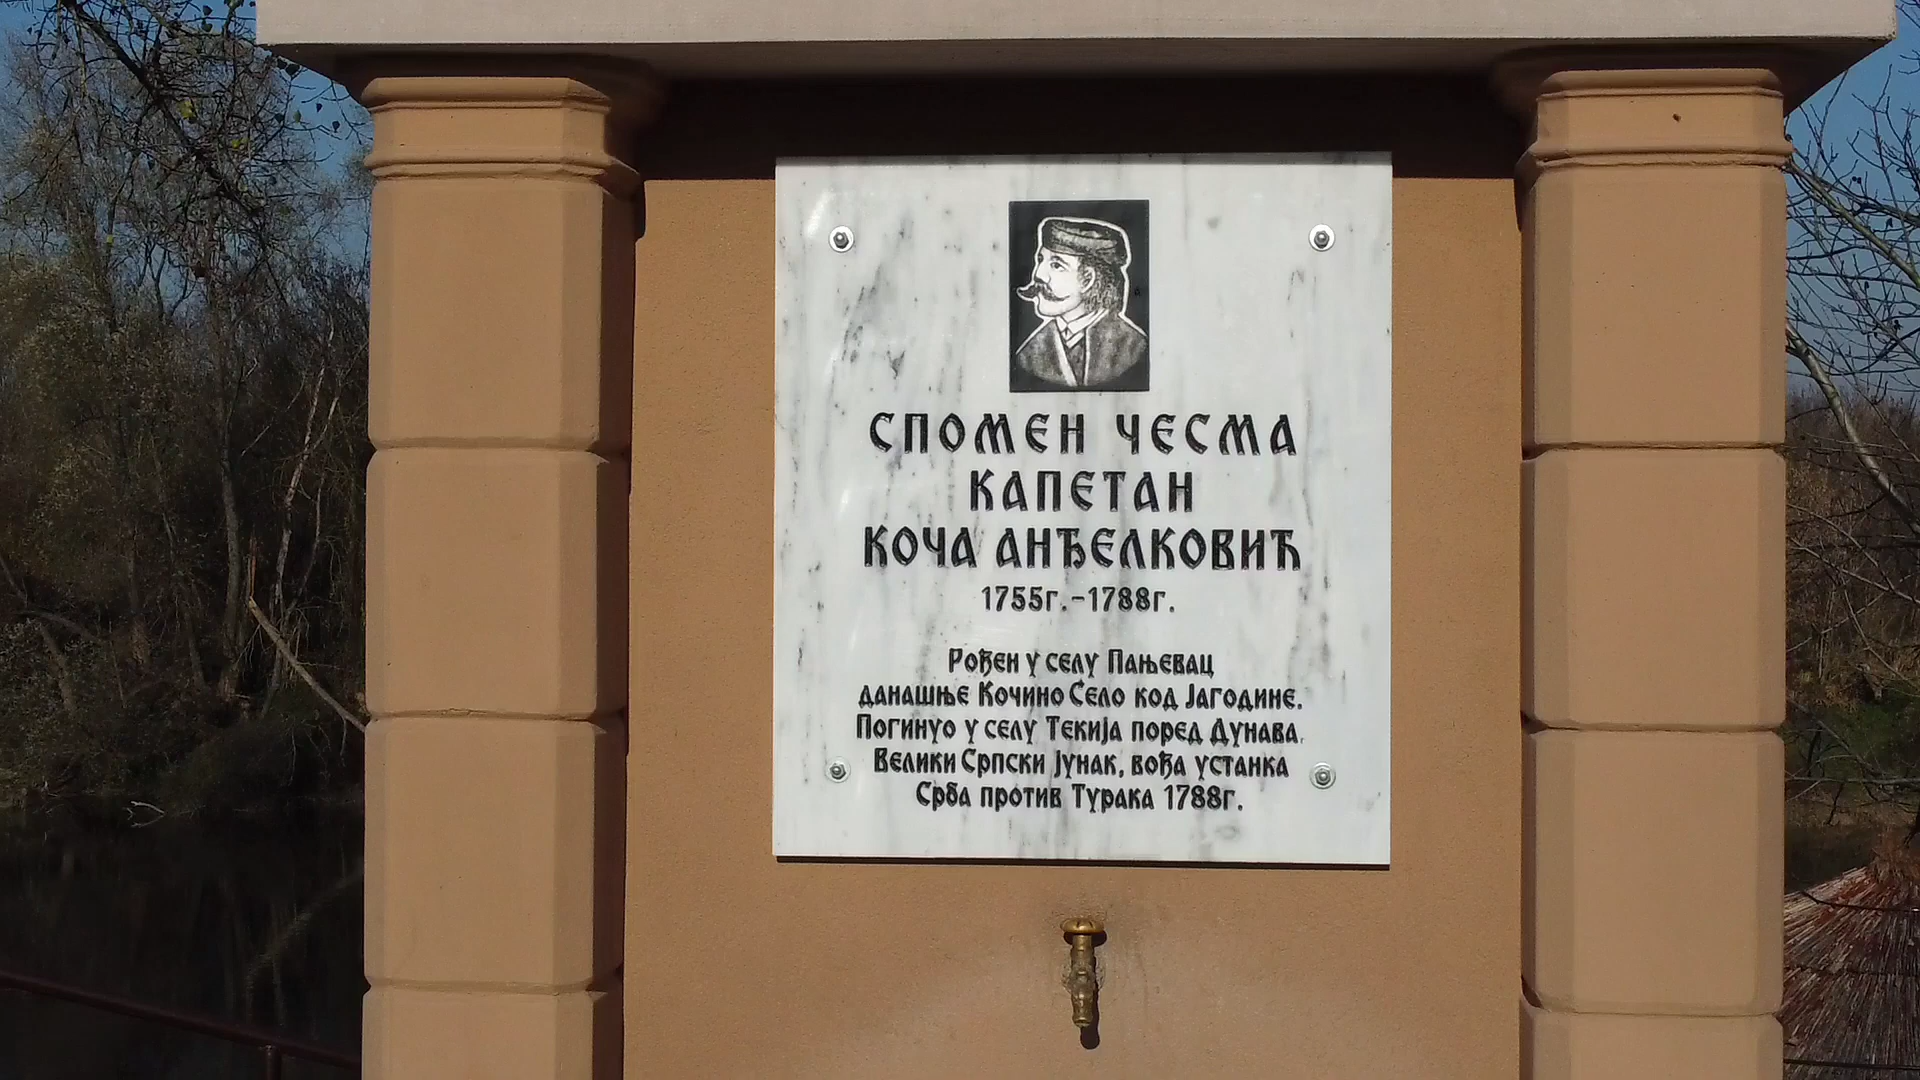 СПОМЕН ЧЕСМА
КАПЕТАН
КОЧА АНЂЕЛКОВИЋ
1755г.-1788г.
Рођен у селу Пањевац
данашње Кочино Село код Јагодине.
Погинуо у селу Текија поред Дунава.
Велики Српски Јунак, вођа устанка
Срба против Турака 1788г.